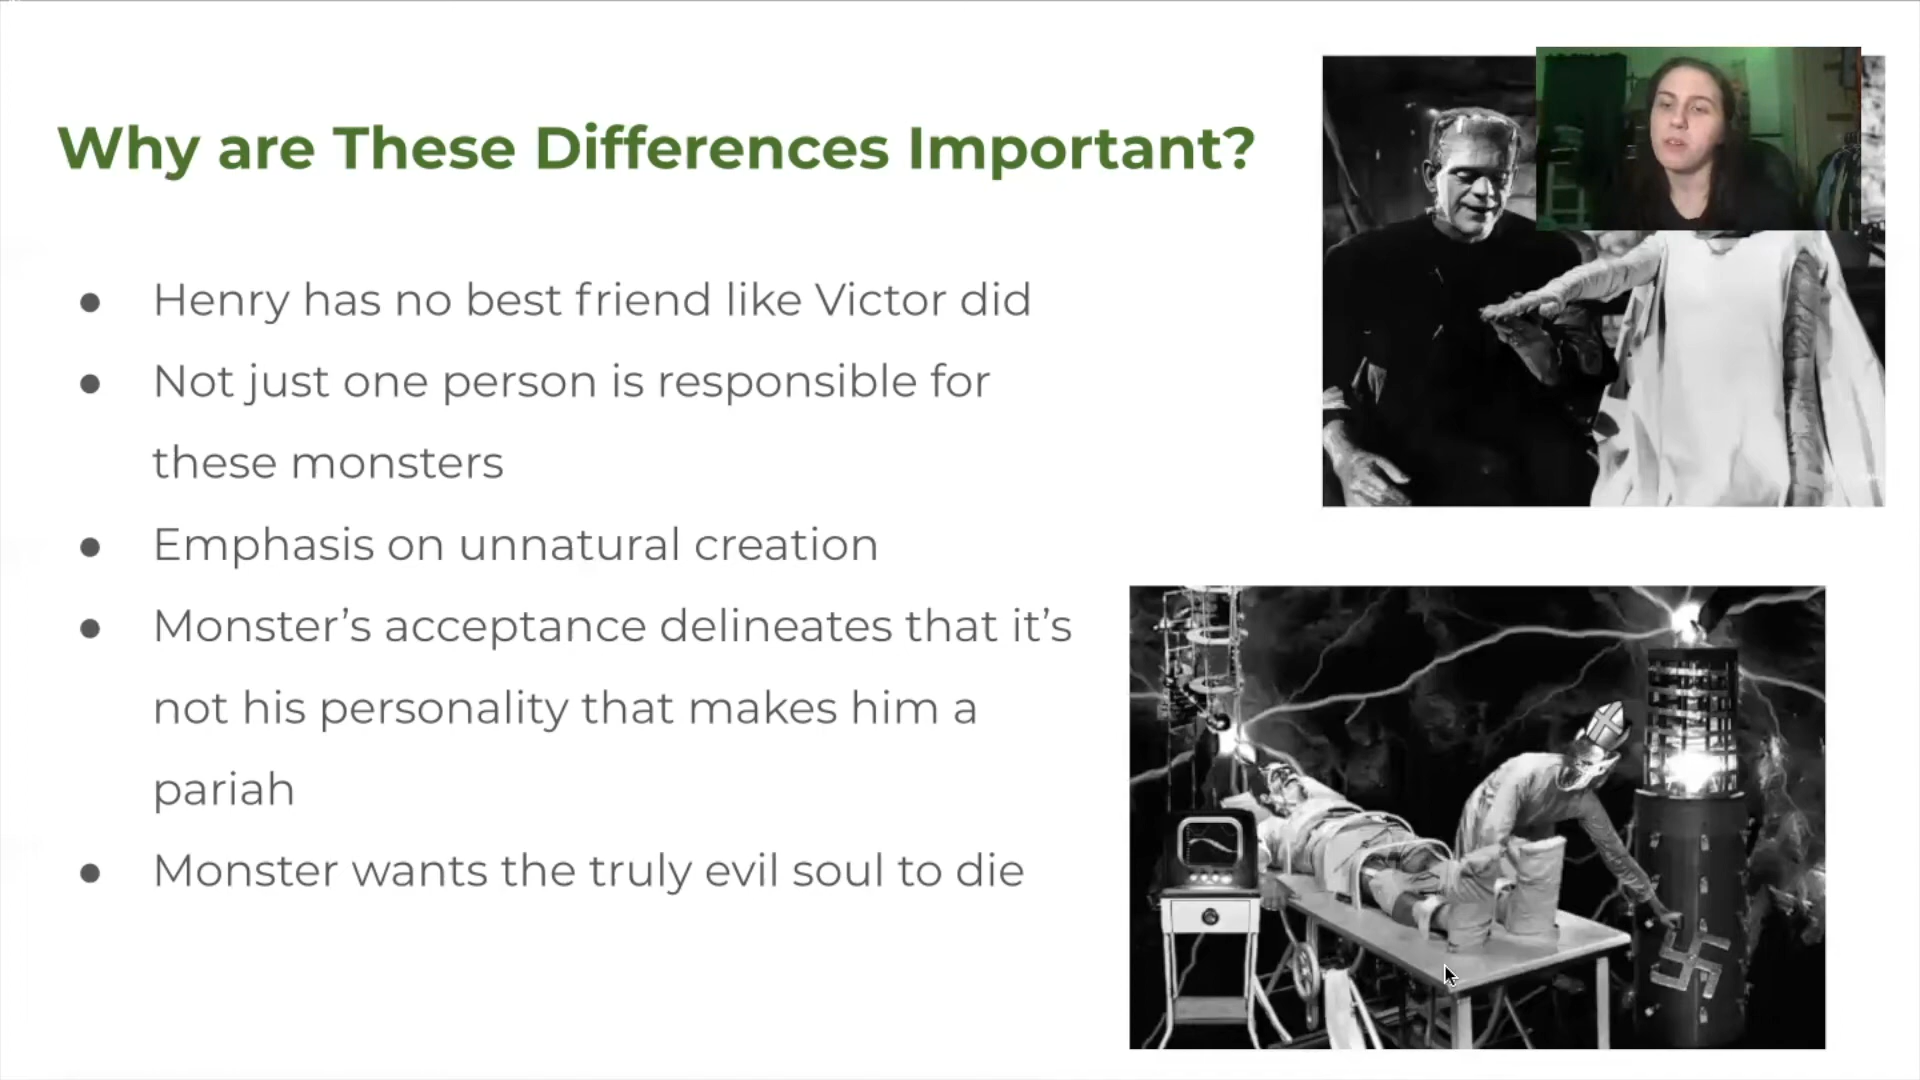 Why are These Differences Important?
● Henry has no best friend like Victor did
● Not just one person is responsible for
these monsters
● Emphasis on unnatural creation
● Monster’s acceptance delineates that it’s
not his personality that makes him a
pariah
● Monster wants the truly evil soul to die